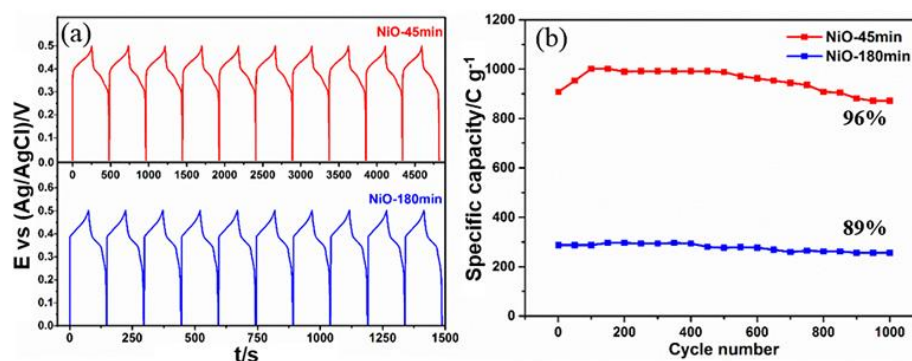 (a)
NiO-45min
0.5
0.4
0.3
0.2
0.1
0 500 1000 1500 2000 2500 3000 3500 4000 4500
NiO-180min
0.5
0.4
0.3
0.2
0.1
0.0
0 250 500 750 1000 1250 1500
E vs (Ag/AgCl)/V
t/s
(b)
NiO-45min
NiO-180min
1200
1000
800
600
400
200
0
96%
89%
0 200 400 600 800 1000
Specific capacity/C g⁻¹
Cycle number